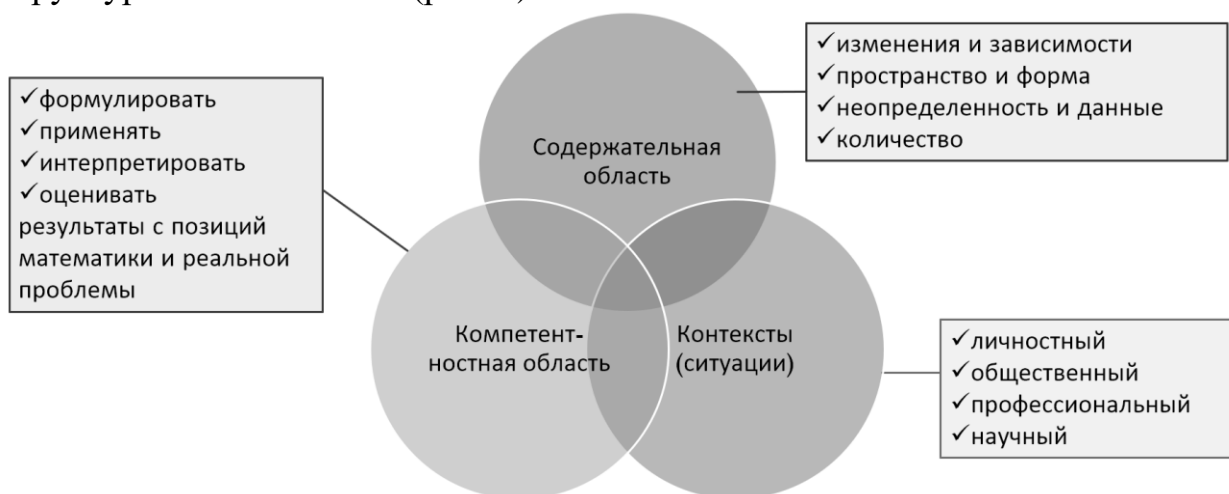 ✓изменения и зависимости
✓пространство и форма
✓неопределенность и данные
✓количество
✓формулировать
✓применять
✓интерпретировать
✓оценивать
результаты с позиций
математики и реальной
проблемы
Содержательная
область
Компетент-
ностная область
Контексты
(ситуации)
✓личностный
✓общественный
✓профессиональный
✓научный